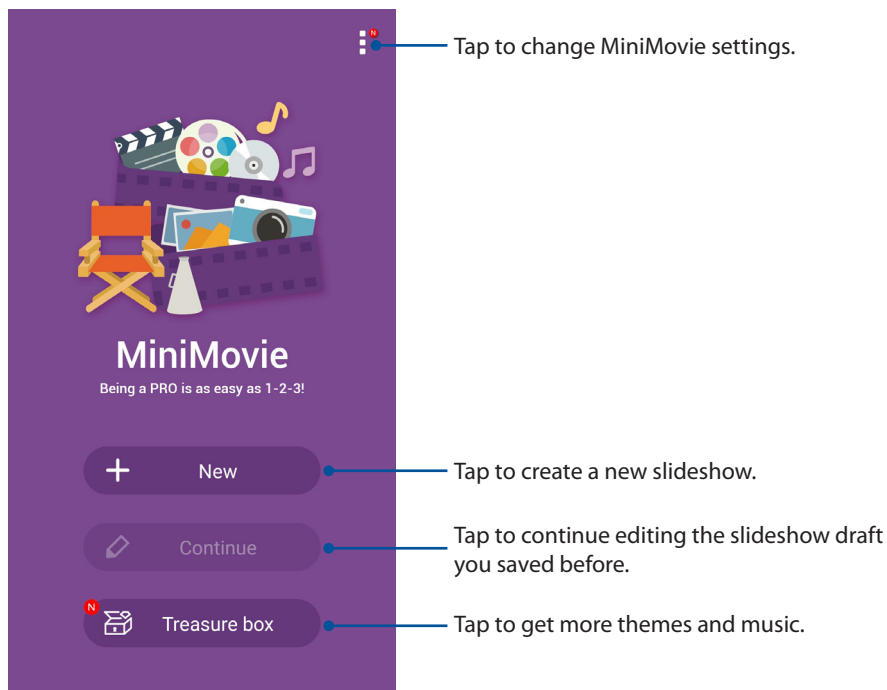 N
Tap to change MiniMovie settings.
MiniMovie
Being a PRO is as easy as 1-2-3!
New
Tap to create a new slideshow.
Continue
Tap to continue editing the slideshow draft
you saved before.
N
Treasure box
Tap to get more themes and music.